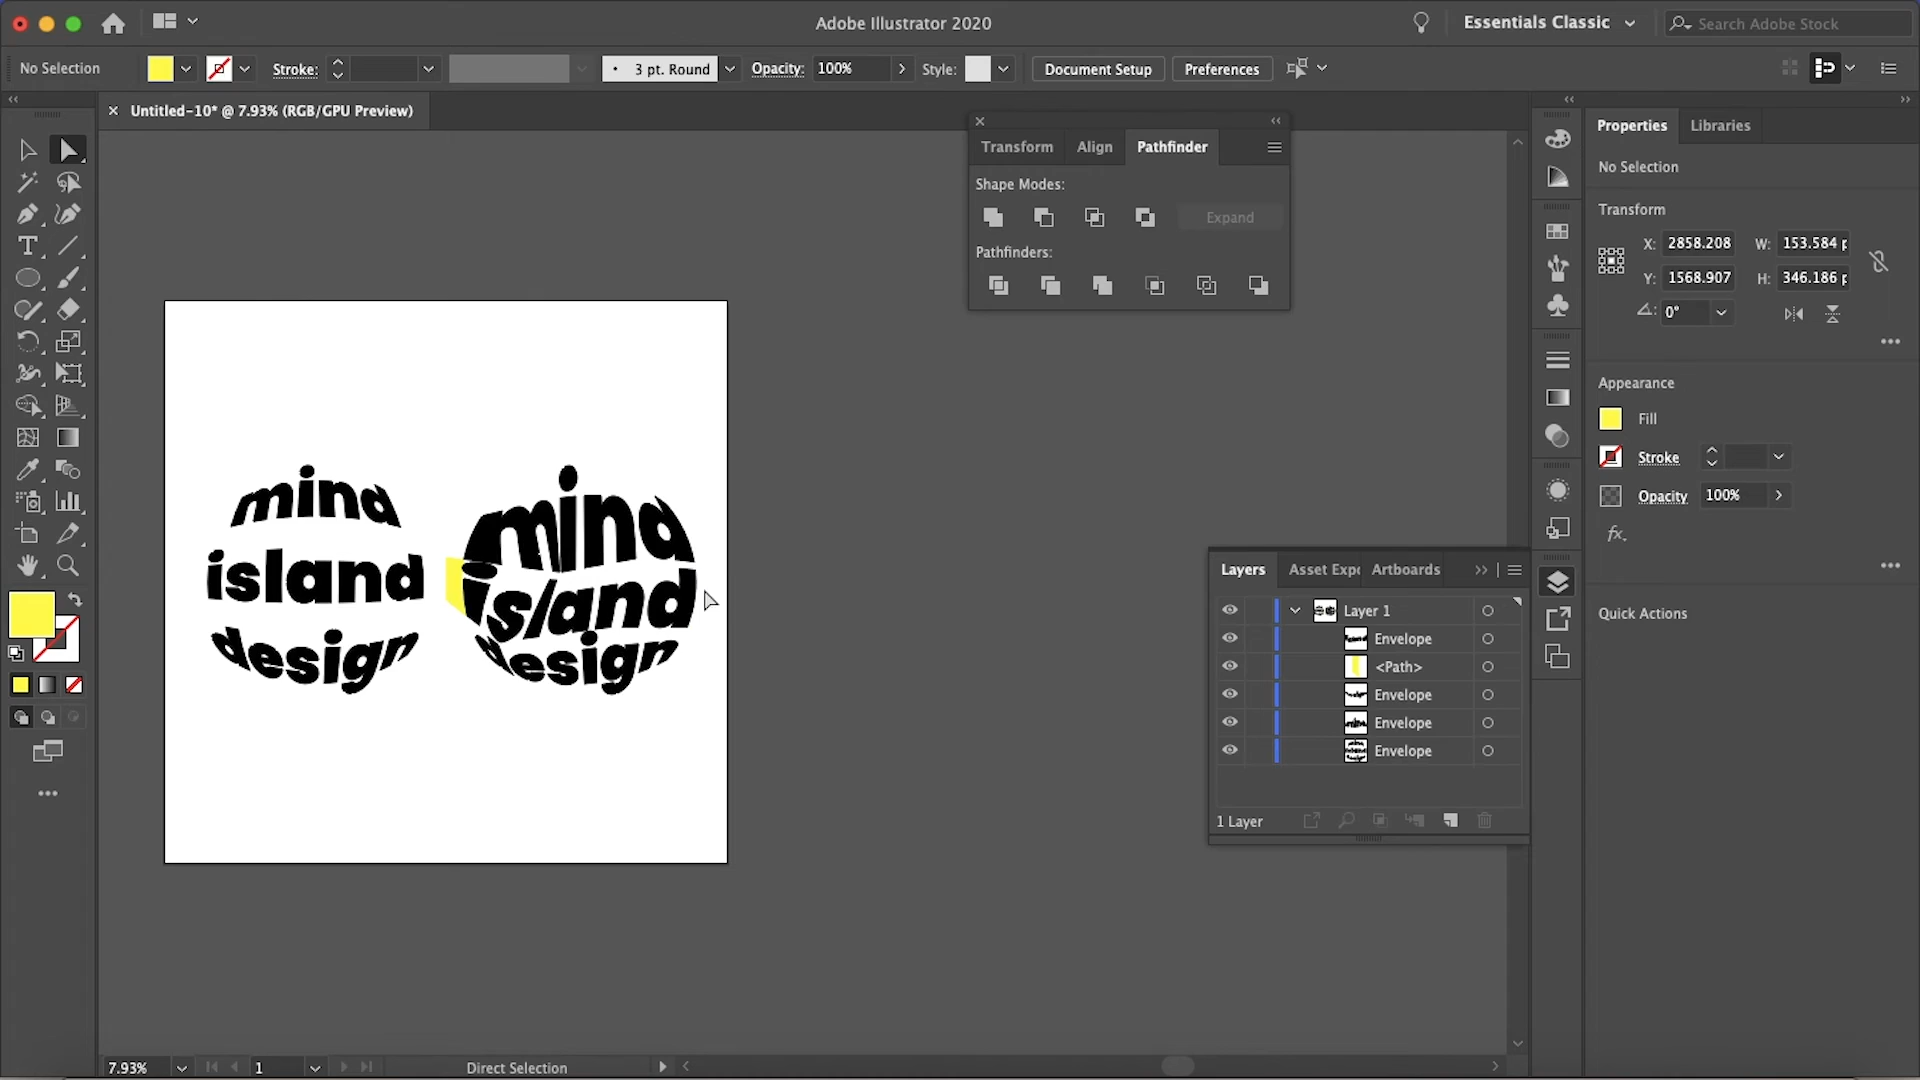 Adobe Illustrator 2020
Essentials Classic
Search Adobe Stock
No Selection
Stroke:
3 pt. Round
Opacity:
100%
Style:
Document Setup
Preferences
Untitled-10* @ 7.93% (RGB/GPU Preview)
Transform
Align
Pathfinder
Shape Modes:
Expand
Pathfinders:
Properties
Libraries
No Selection
Transform
X:
2858.208
W:
153.584 p
Y:
1568.907
H:
346.186 p
0°
Appearance
Fill
Stroke
Opacity
100%
fx
Quick Actions
mind
island
design
mind
island
design
Layers
Asset Expo
Artboards
Layer 1
Envelope
<Path>
Envelope
Envelope
Envelope
1 Layer
7.93%
1
Direct Selection